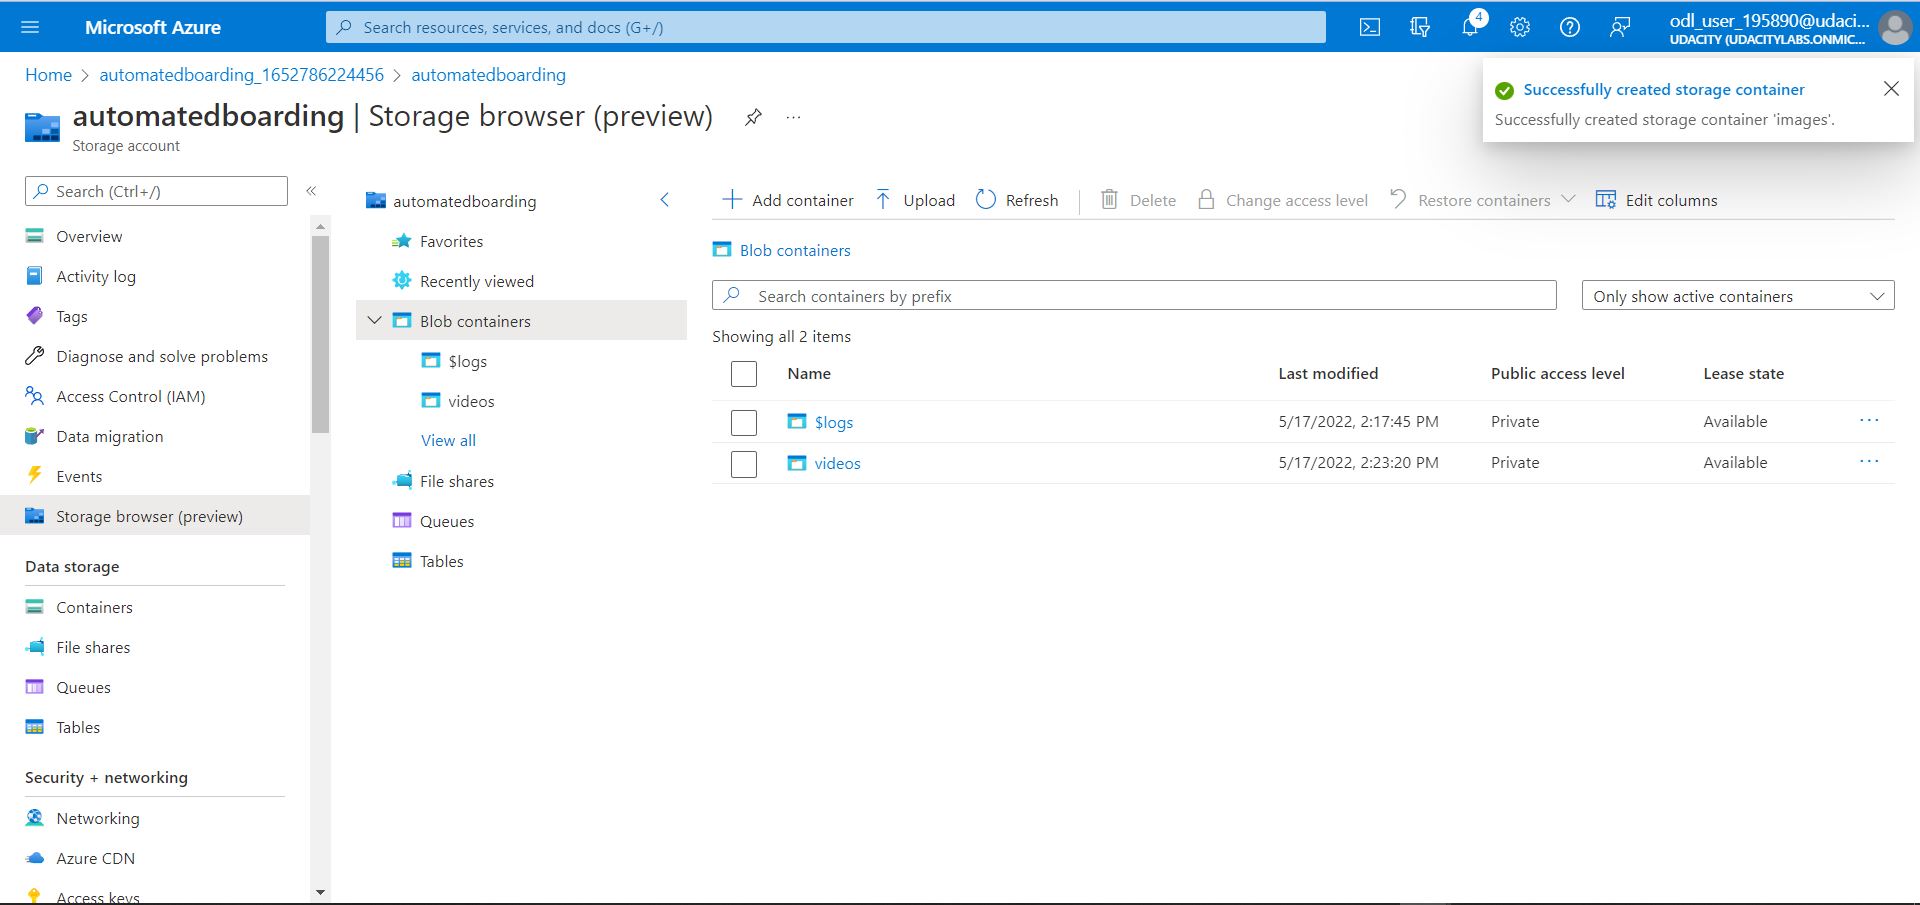 Microsoft Azure
Search resources, services, and docs (G+/)
4
odl_user_195890@udaci...
UDACITY (UDACITYLABS.ONMIC...
Home > automatedboarding_1652786224456 > automatedboarding
automatedboarding | Storage browser (preview) ...
Storage account
Successfully created storage container
Successfully created storage container 'images'.
Search (Ctrl+/)
«
Overview
Activity log
Tags
Diagnose and solve problems
Access Control (IAM)
Data migration
Events
Storage browser (preview)
Data storage
Containers
File shares
Queues
Tables
Security + networking
Networking
Azure CDN
Access keys
automatedboarding
Favorites
Recently viewed
Blob containers
$logs
videos
View all
File shares
Queues
Tables
Add container Upload Refresh Delete Change access level Restore containers Edit columns
Blob containers
Search containers by prefix
Only show active containers
Showing all 2 items
Name Last modified Public access level Lease state
$logs 5/17/2022, 2:17:45 PM Private Available ...
videos 5/17/2022, 2:23:20 PM Private Available ...